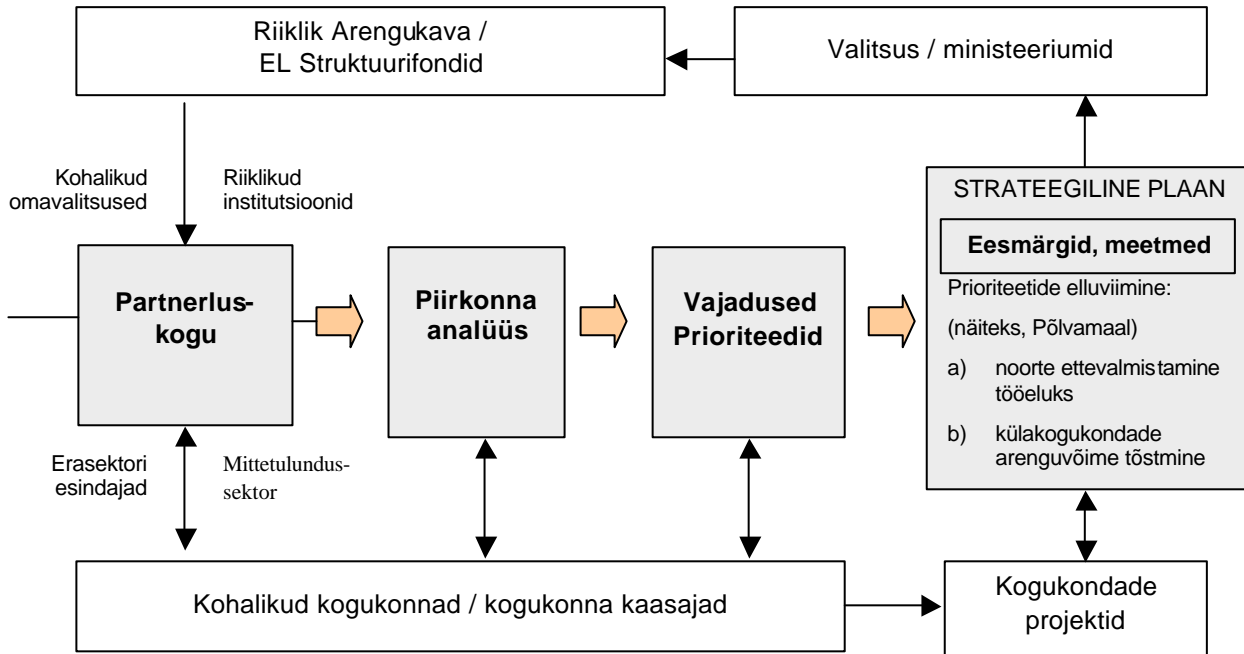 Riiklik Arengukava /
EL Struktuurifondid
Valitsus / ministeeriumid
Kohalikud
omavalitsused
Riiklikud
institutsioonid
Partnerlus-
kogu
Piirkonna
analüüs
Vajadused
Prioriteedid
STRATEEGILINE PLAAN
Eesmärgid, meetmed
Prioriteetide elluviimine:
(näiteks, Põlvamaal)
a) noorte ettevalmistamine
tööeluks
b) külakogukondade
arenguvõime tõstmine
Erasektori
esindajad
Mittetulundus-
sektor
Kohalikud kogukonnad / kogukonna kaasajad
Kogukondade
projektid